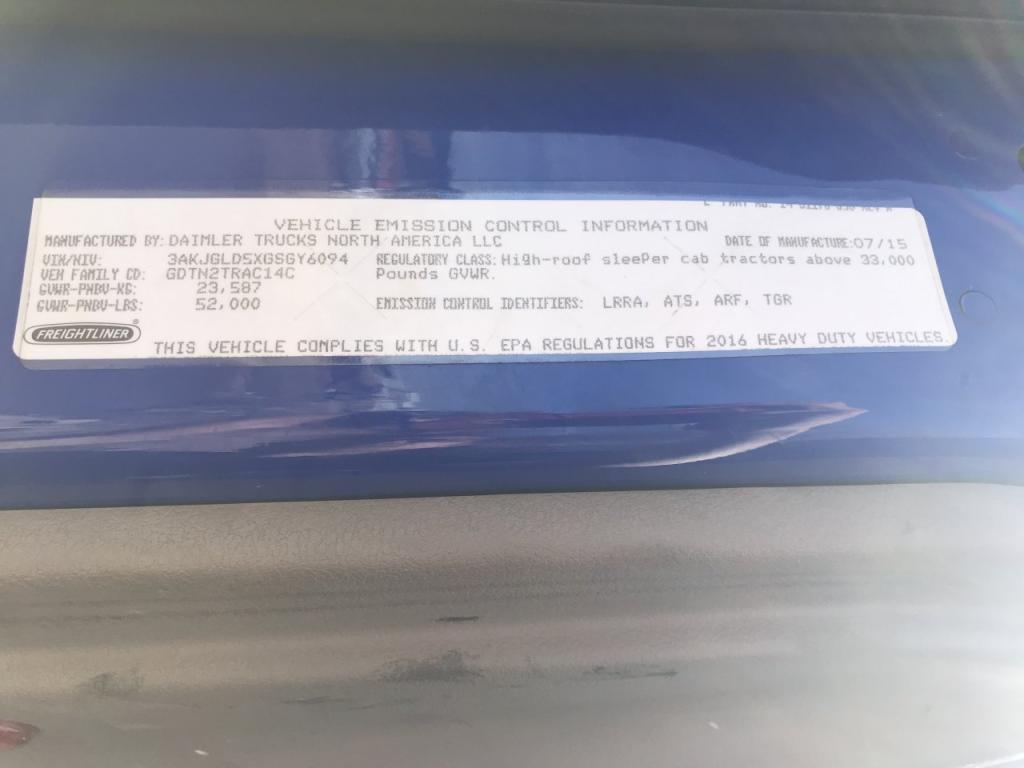 VEHICLE EMISSION CONTROL INFORMATION
MANUFACTURED BY: DAIMLER TRUCKS NORTH AMERICA LLC DATE OF MANUFACTURE: 07/15
VIN/NIV: 3AKJGLD5XGSGY6094 REGULATORY CLASS: High-roof sleeper cab tractors above 33,000
VEH FAMILY CD: GDTN2TRAC14C Pounds GVWR.
GVWR-PNBV-KG: 23,587
GVWR-PNBV-LBS: 52,000 EMISSION CONTROL IDENTIFIERS: LRRA, ATS, ARF, TGR
FREIGHTLINER®
THIS VEHICLE COMPLIES WITH U.S. EPA REGULATIONS FOR 2016 HEAVY DUTY VEHICLES.